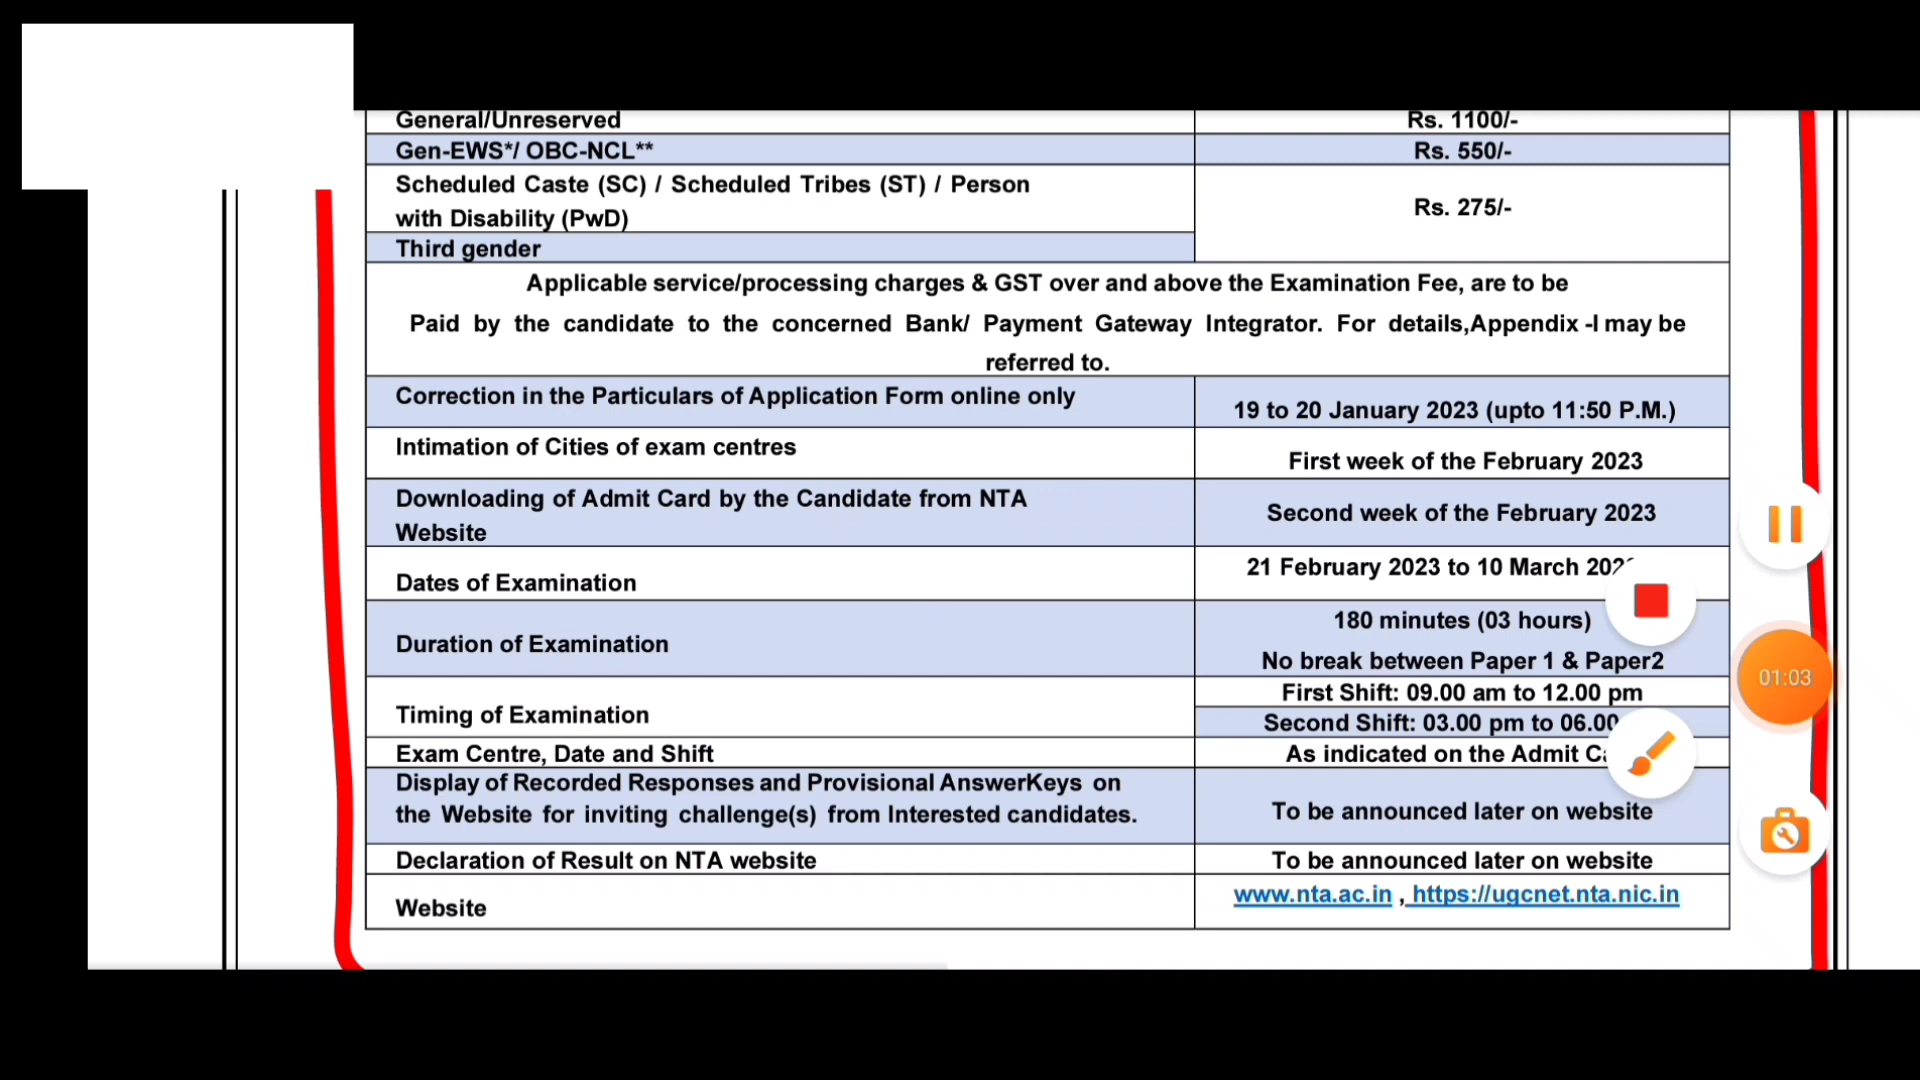 General/Unreserved
Rs. 1100/-
Gen-EWS*/ OBC-NCL**
Rs. 550/-
Scheduled Caste (SC) / Scheduled Tribes (ST) / Person
with Disability (PwD)
Rs. 275/-
Third gender
Applicable service/processing charges & GST over and above the Examination Fee, are to be
Paid by the candidate to the concerned Bank/ Payment Gateway Integrator. For details,Appendix -I may be
referred to.
Correction in the Particulars of Application Form online only
19 to 20 January 2023 (upto 11:50 P.M.)
Intimation of Cities of exam centres
First week of the February 2023
Downloading of Admit Card by the Candidate from NTA
Website
Second week of the February 2023
Dates of Examination
21 February 2023 to 10 March
Duration of Examination
180 minutes (03 hours)
No break between Paper 1 & Paper2
Timing of Examination
First Shift: 09.00 am to 12.00 pm
Second Shift: 03.00 pm to 06.00
Exam Centre, Date and Shift
As indicated on the Admit
Display of Recorded Responses and Provisional AnswerKeys on
the Website for inviting challenge(s) from Interested candidates.
To be announced later on website
Declaration of Result on NTA website
To be announced later on website
Website
www.nta.ac.in , https://ugcnet.nta.nic.in
01:03